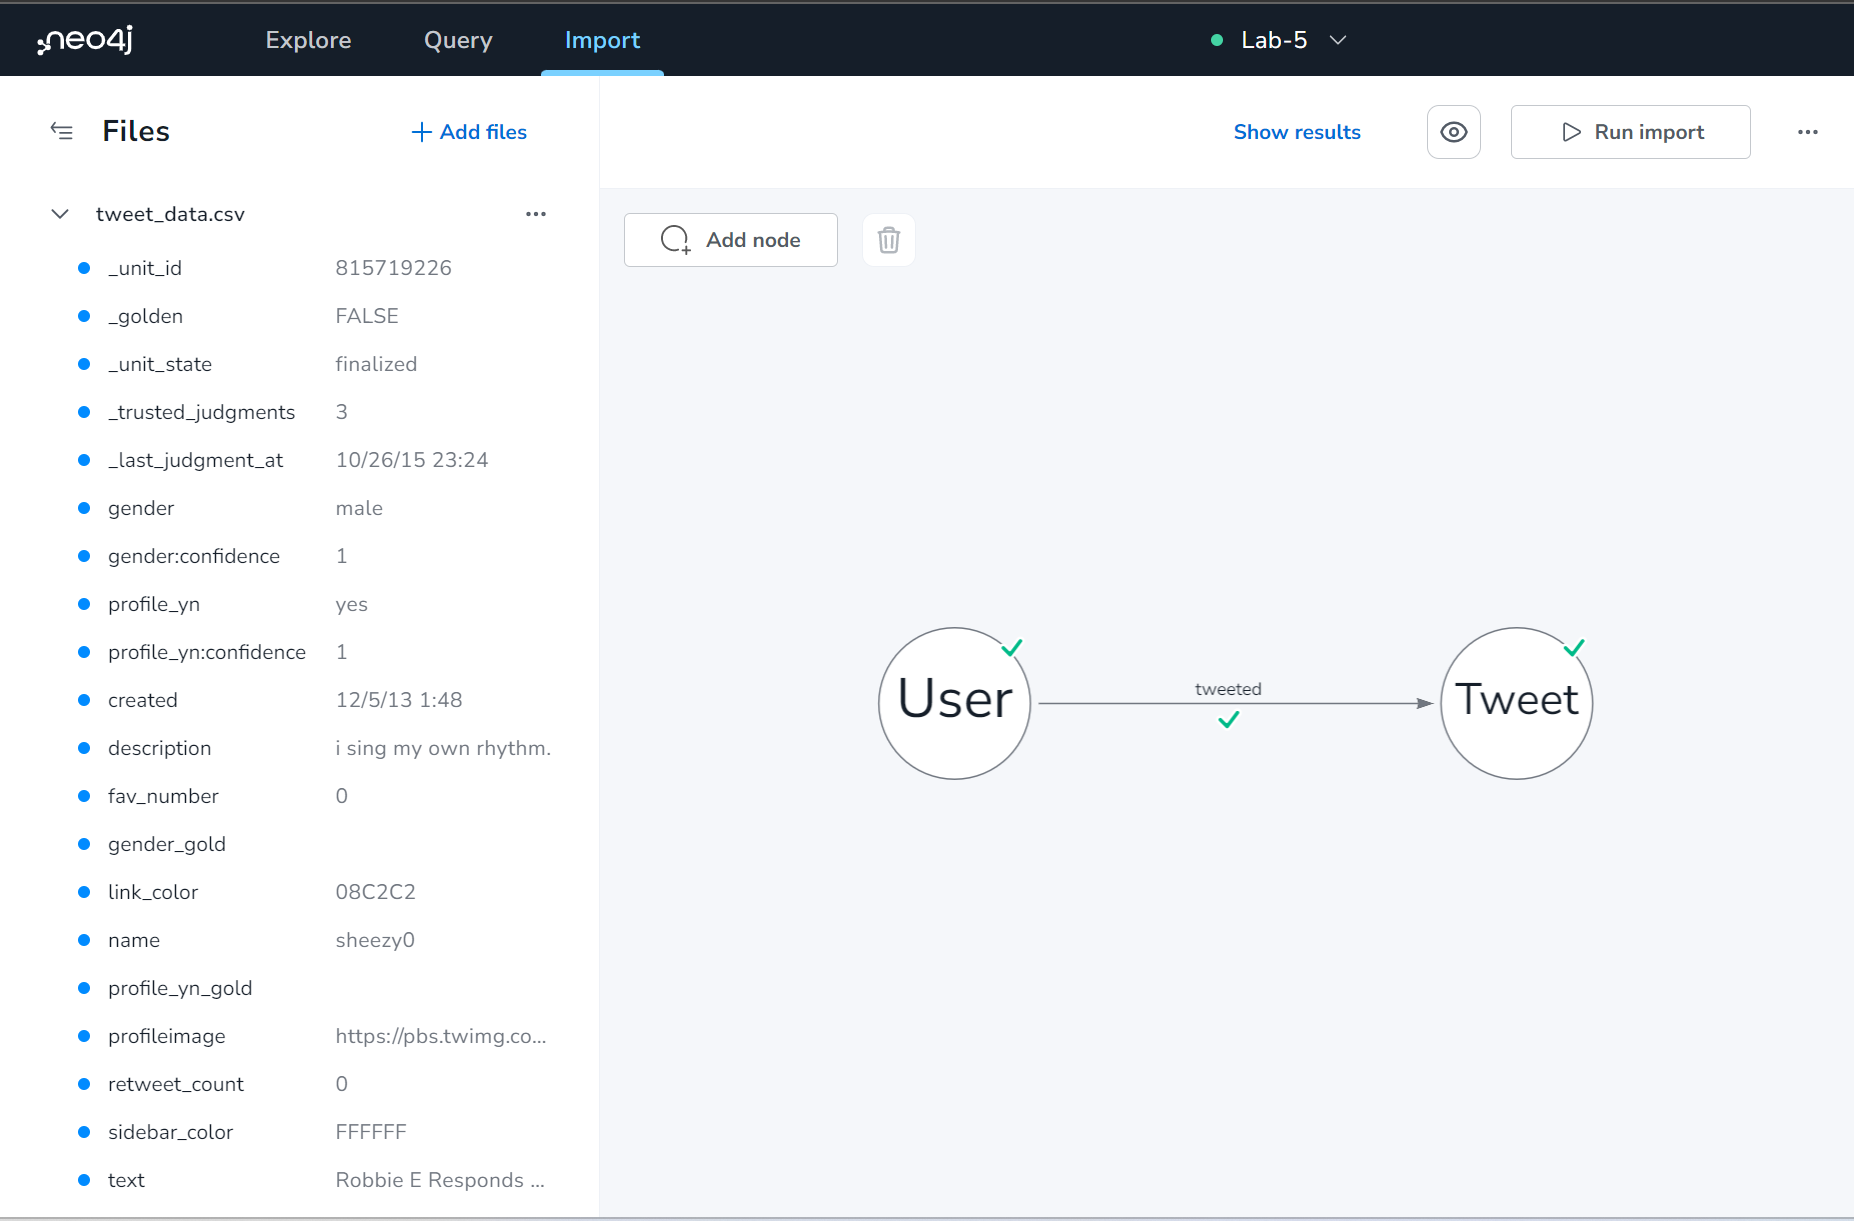 neo4j Explore Query Import Lab-5
Files Add files Show results Run import
tweet_data.csv
Add node
_unit_id 815719226
_golden FALSE
_unit_state finalized
_trusted_judgments 3
_last_judgment_at 10/26/15 23:24
gender male
gender:confidence 1
profile_yn yes
profile_yn:confidence 1
created 12/5/13 1:48
description i sing my own rhythm.
fav_number 0
gender_gold
link_color 08C2C2
name sheezy0
profile_yn_gold
profileimage https://pbs.twimg.co...
retweet_count 0
sidebar_color FFFFFF
text Robbie E Responds ...
User
tweeted
Tweet